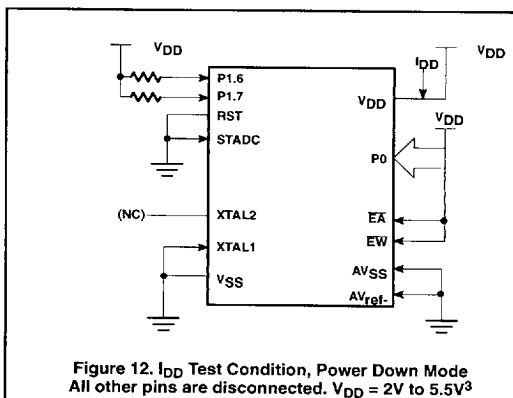 VDD
VDD
IDD
P1.6
P1.7
RST
STADC
VDD
VDD
P0
(NC)
XTAL2
XTAL1
VSS
EA
EW
AVSS
AVref-
Figure 12. IDD Test Condition, Power Down Mode
All other pins are disconnected. VDD = 2V to 5.5V³